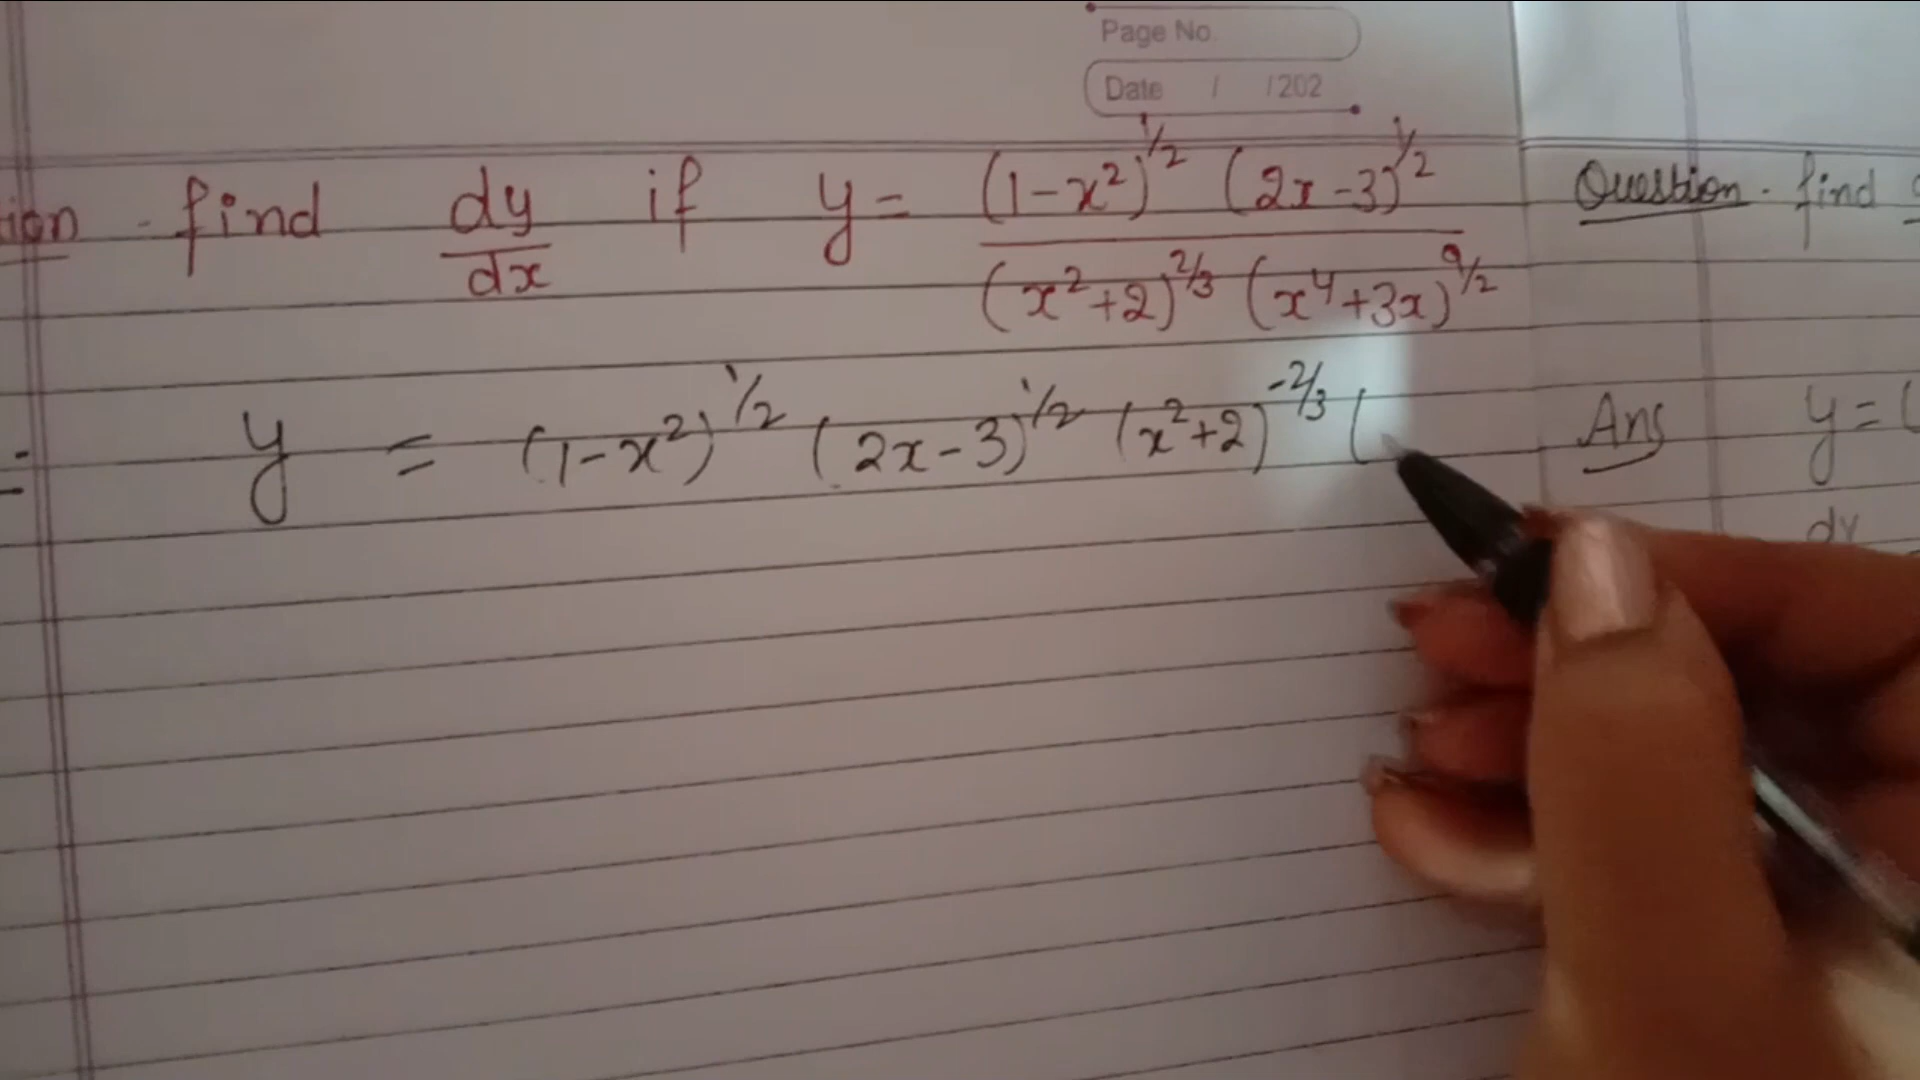 Page No.
Date / /202
ion - find dy/dx if y = (1-x²)^1/2 (2x-3)^1/2 / (x²+2)^2/3 (x⁴+3x)^9/2
y = (1-x²)^1/2 (2x-3)^1/2 (x²+2)^-2/3 (
Question - find
Ans y = (
dy